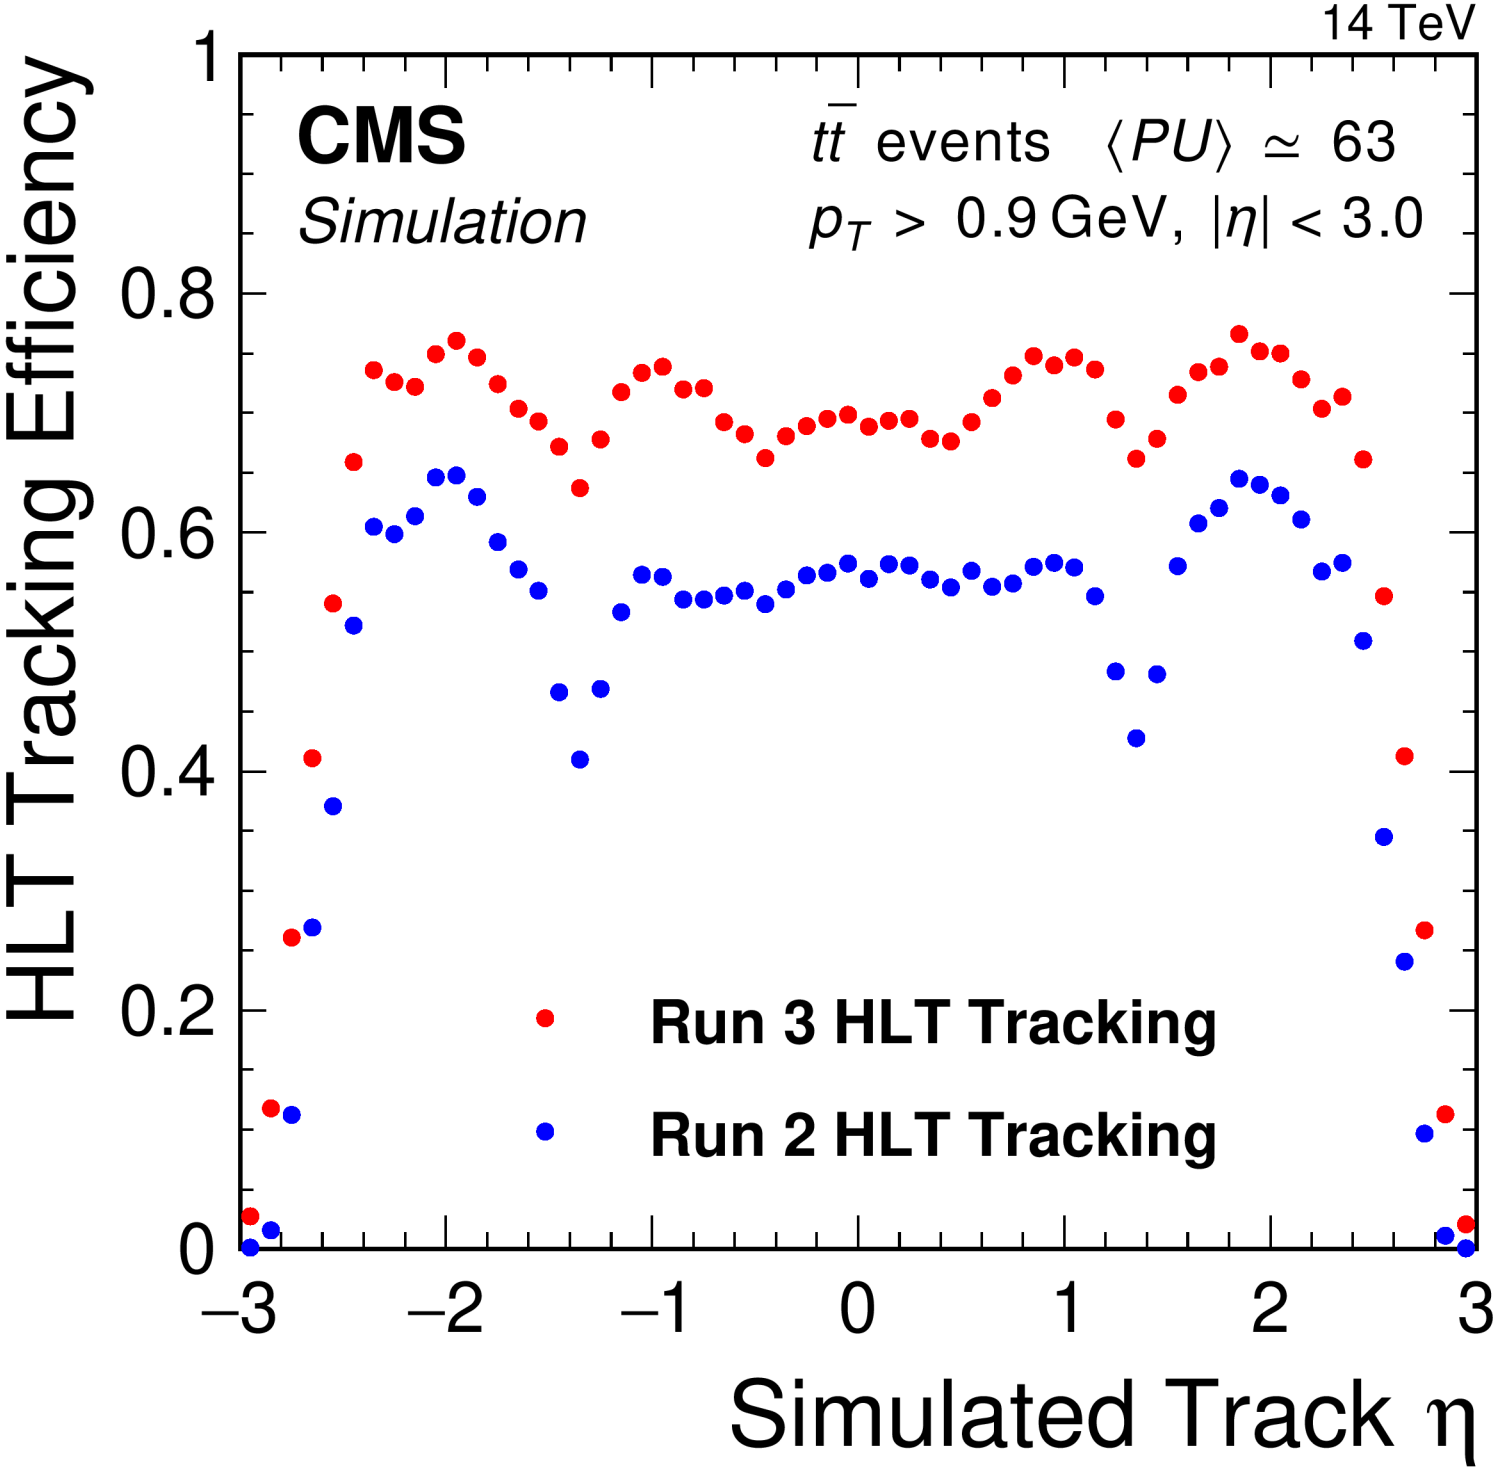 14 TeV
HLT Tracking Efficiency
1
0.8
0.6
0.4
0.2
0
CMS
Simulation
tt̅ events ⟨PU⟩ ≃ 63
p_T > 0.9 GeV, |η| < 3.0
Run 3 HLT Tracking
Run 2 HLT Tracking
−3 −2 −1 0 1 2 3
Simulated Track η